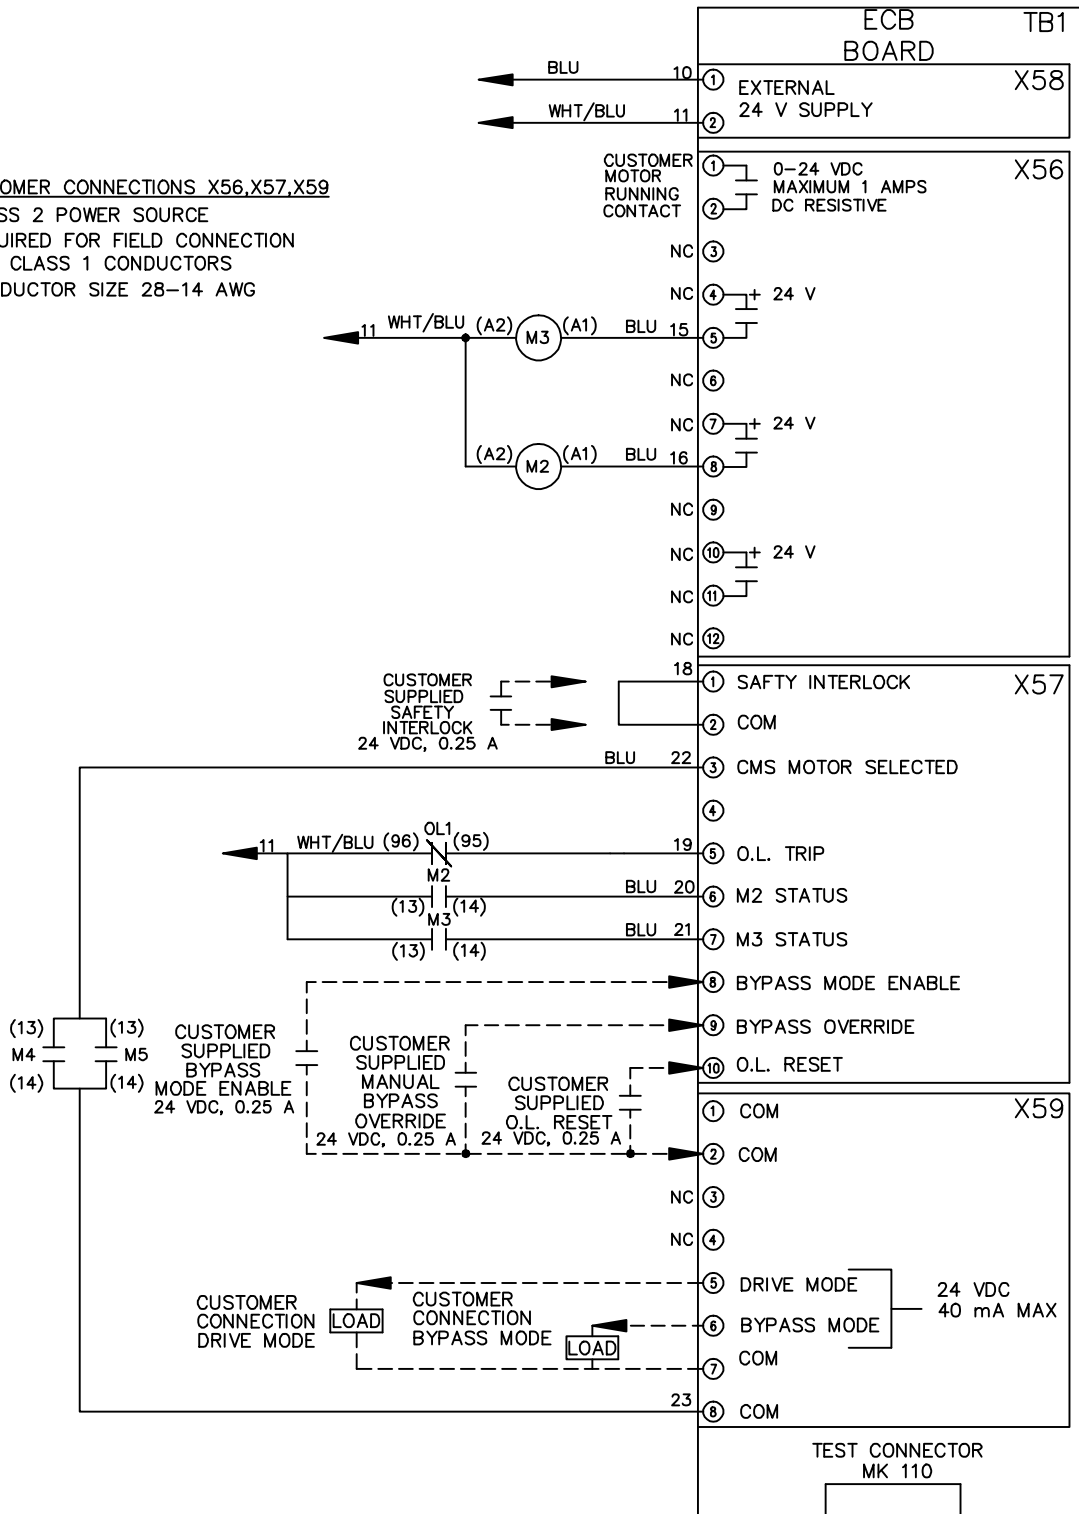 ECB
BOARD
TB1
BLU 10 ① EXTERNAL X58
WHT/BLU 11 ② 24 V SUPPLY
OMER CONNECTIONS X56,X57,X59
SS 2 POWER SOURCE
UIRED FOR FIELD CONNECTION
CLASS 1 CONDUCTORS
DUCTOR SIZE 28–14 AWG
CUSTOMER
MOTOR
RUNNING
CONTACT
① 0–24 VDC X56
MAXIMUM 1 AMPS
② DC RESISTIVE
NC ③
NC ④ + 24 V
11 WHT/BLU (A2) M3 (A1) BLU 15 ⑤
NC ⑥
NC ⑦ + 24 V
(A2) M2 (A1) BLU 16 ⑧
NC ⑨
NC ⑩ + 24 V
NC ⑪
NC ⑫
CUSTOMER
SUPPLIED
SAFETY
INTERLOCK
24 VDC, 0.25 A
18 ① SAFTY INTERLOCK X57
② COM
BLU 22 ③ CMS MOTOR SELECTED
④
11 WHT/BLU (96) OL1 (95) 19 ⑤ O.L. TRIP
M2
(13) (14) BLU 20 ⑥ M2 STATUS
M3
(13) (14) BLU 21 ⑦ M3 STATUS
⑧ BYPASS MODE ENABLE
⑨ BYPASS OVERRIDE
⑩ O.L. RESET
(13) (13)
M4 M5
(14) (14)
CUSTOMER
SUPPLIED
BYPASS
MODE ENABLE
24 VDC, 0.25 A
CUSTOMER
SUPPLIED
MANUAL
BYPASS
OVERRIDE
24 VDC, 0.25 A
CUSTOMER
SUPPLIED
O.L. RESET
24 VDC, 0.25 A
① COM X59
② COM
NC ③
NC ④
⑤ DRIVE MODE
⑥ BYPASS MODE
24 VDC
40 mA MAX
⑦ COM
CUSTOMER
CONNECTION
DRIVE MODE
LOAD
CUSTOMER
CONNECTION
BYPASS MODE
LOAD
23 ⑧ COM
TEST CONNECTOR
MK 110